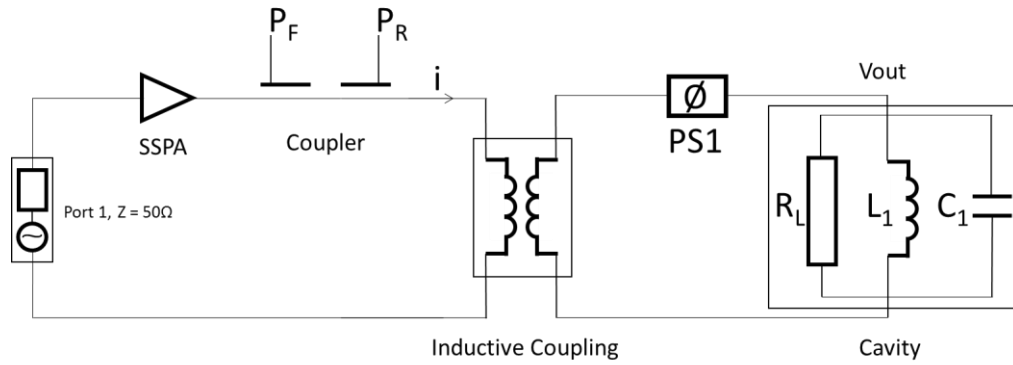 P_F
P_R
i
SSPA
Coupler
Port 1, Z = 50Ω
Ø
PS1
Vout
R_L
L_1
C_1
Inductive Coupling
Cavity